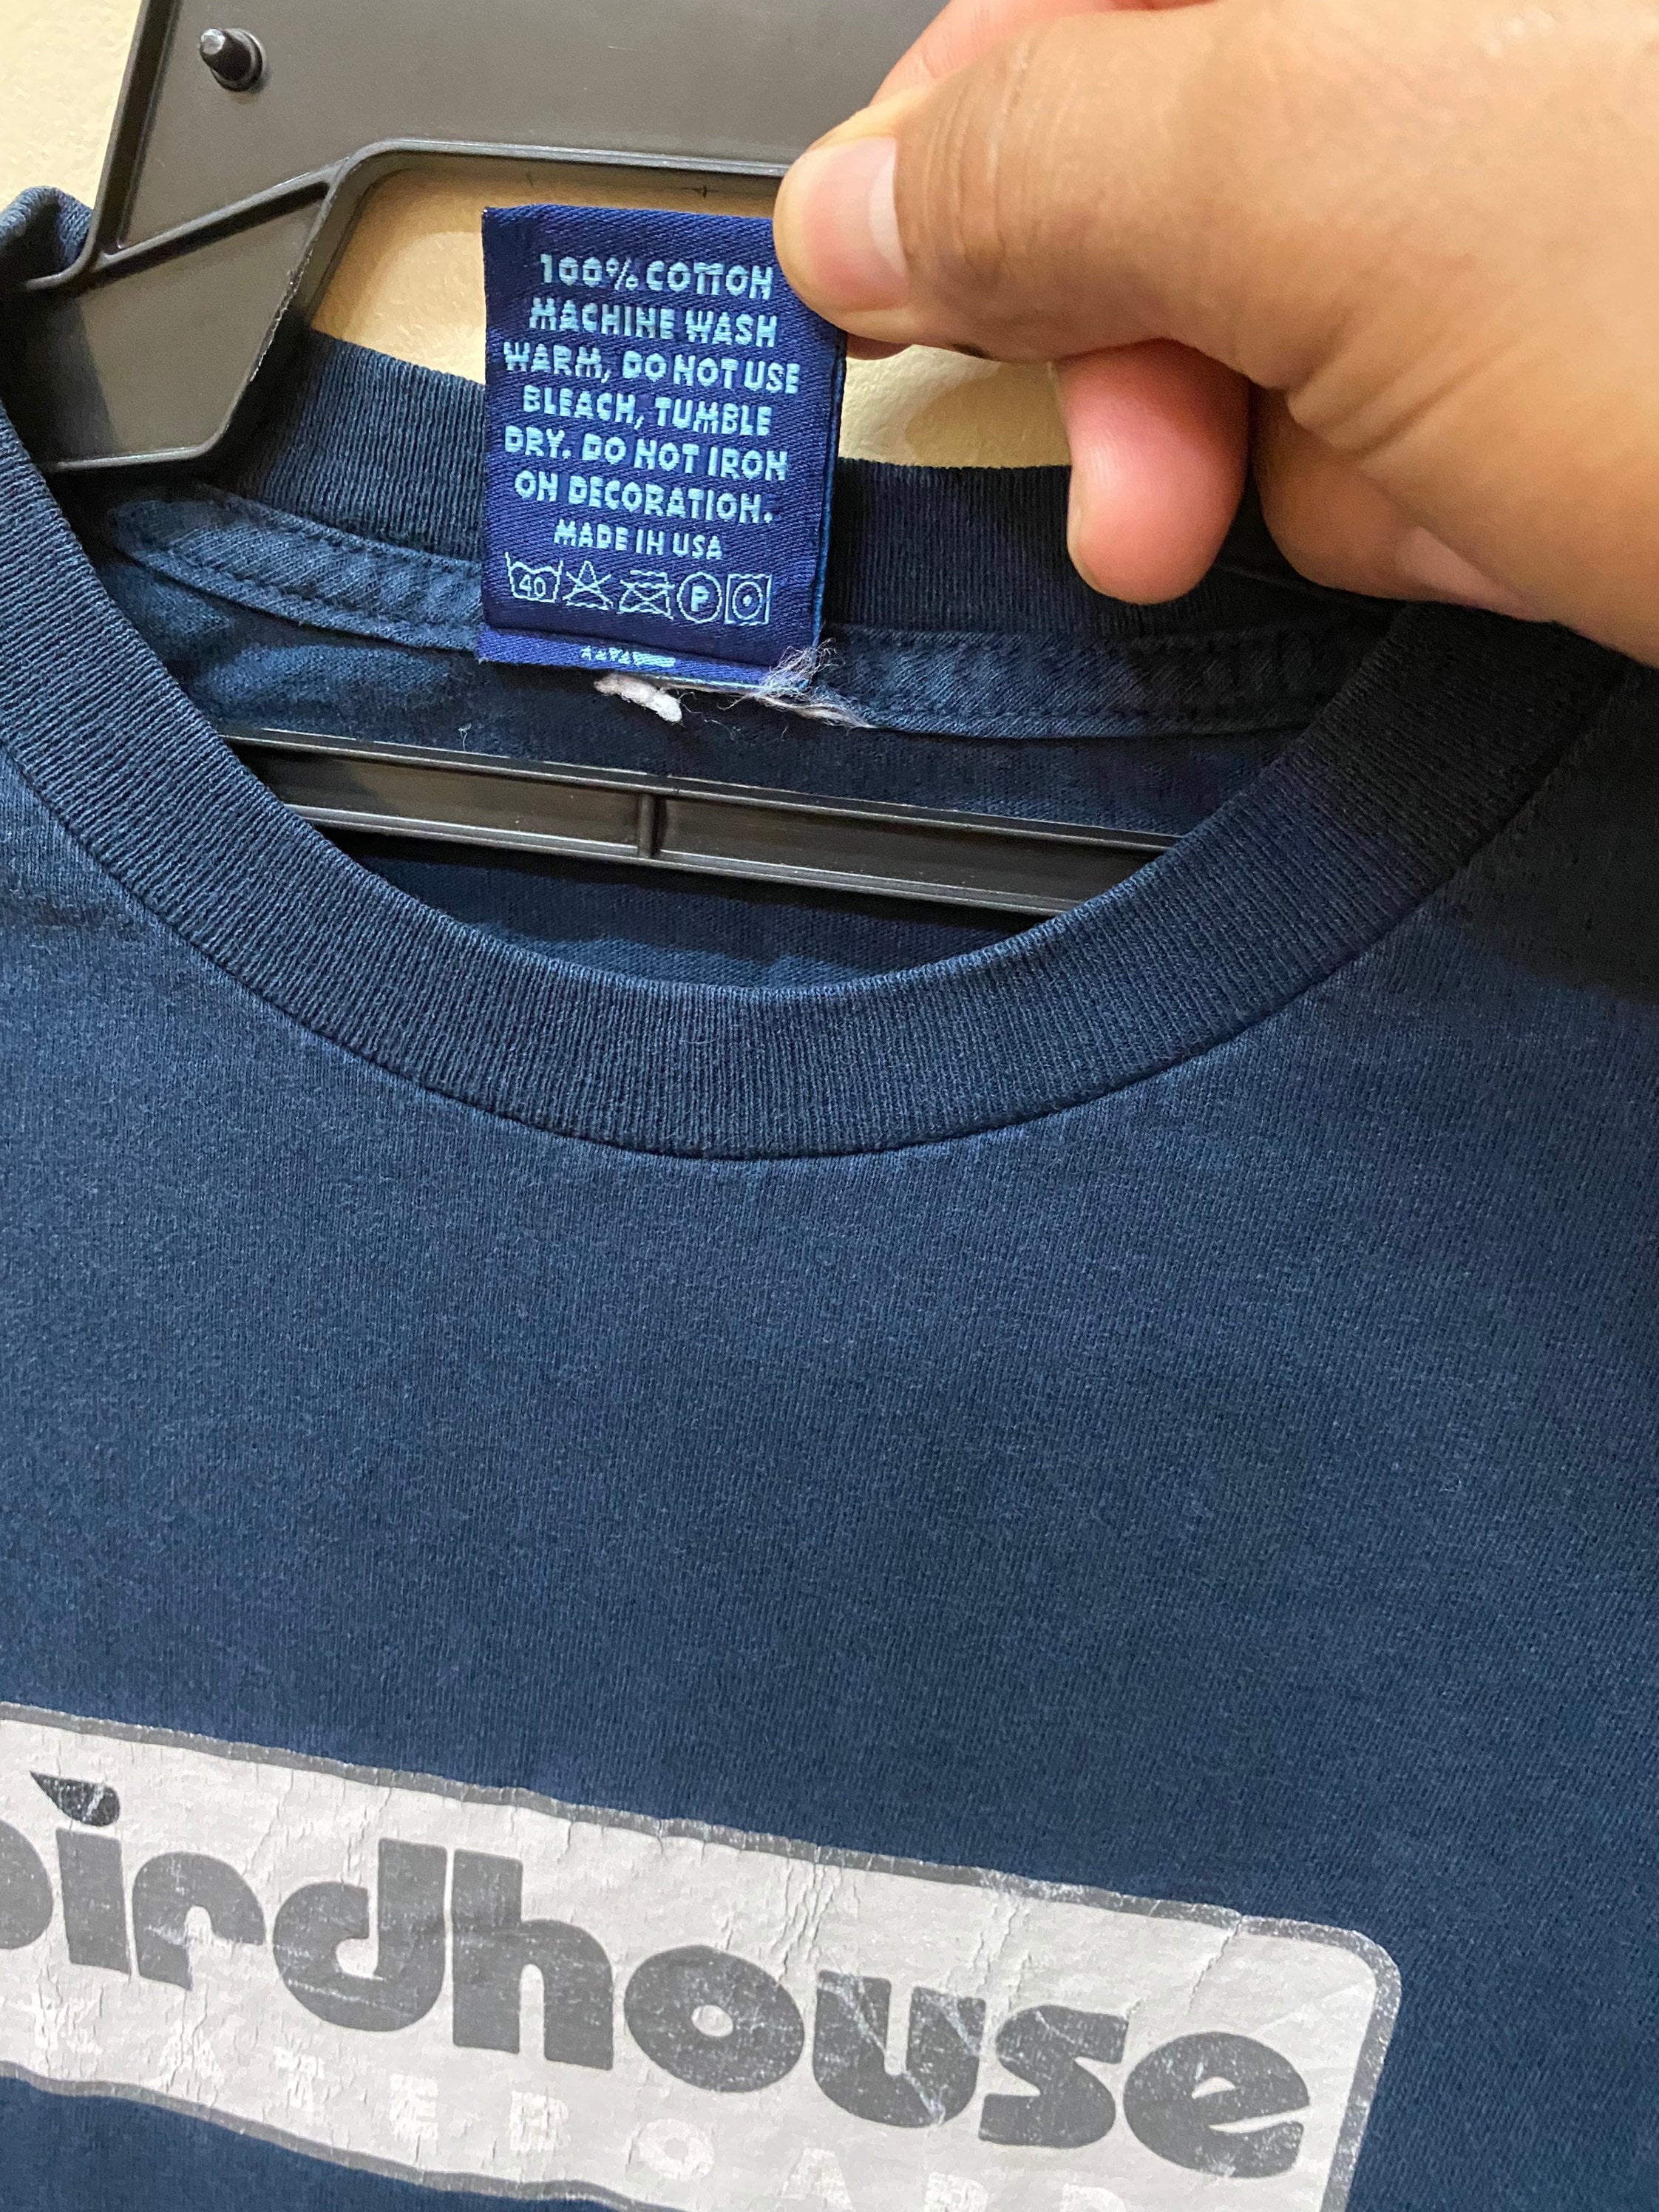 100% COTTON
MACHINE WASH
WARM, DO NOT USE
BLEACH, TUMBLE
DRY. DO NOT IRON
ON DECORATION.
MADE IN USA
40 P
birdhouse